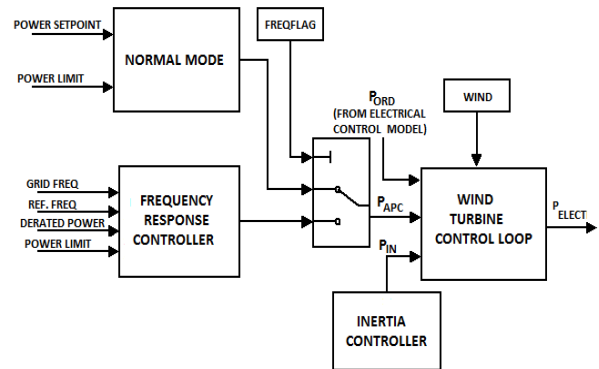 POWER SETPOINT
FREQFLAG
NORMAL MODE
POWER LIMIT
PORD
(FROM ELECTRICAL
CONTROL MODEL)
WIND
GRID FREQ
REF. FREQ
DERATED POWER
POWER LIMIT
FREQUENCY
RESPONSE
CONTROLLER
PAPC
WIND
TURBINE
CONTROL LOOP
P
ELECT
PIN
INERTIA
CONTROLLER